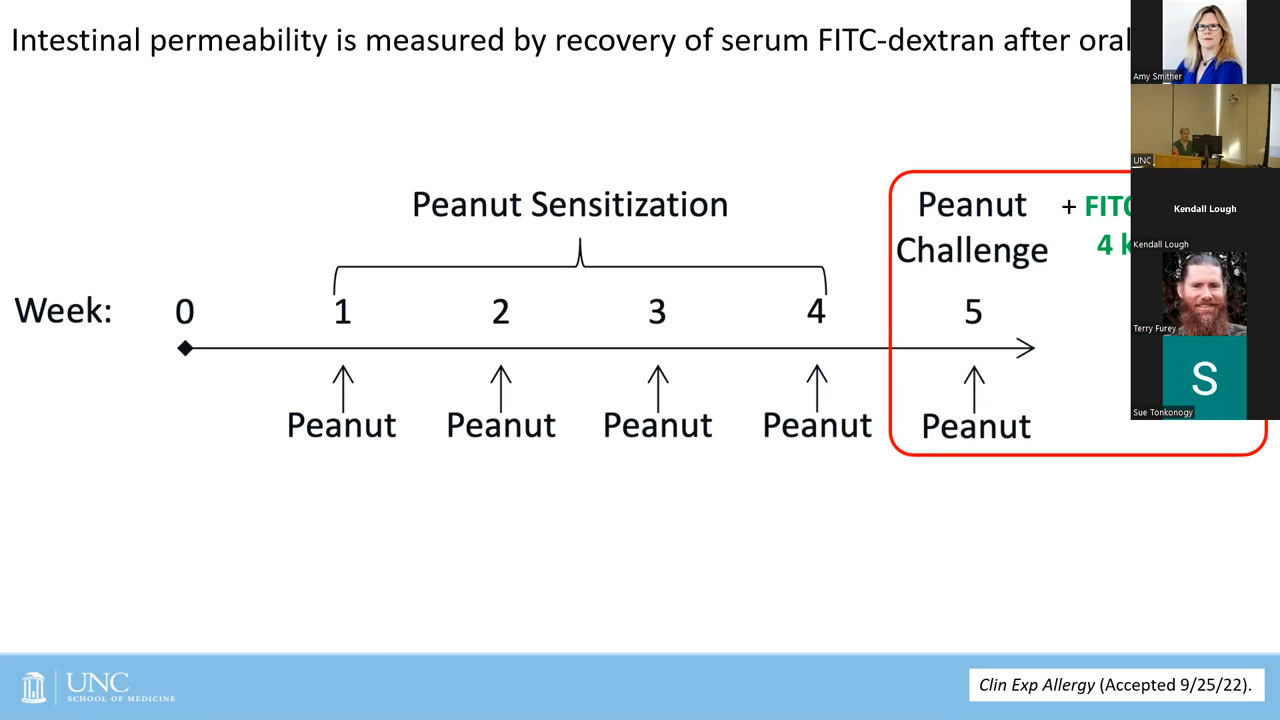 Intestinal permeability is measured by recovery of serum FITC-dextran after oral
Amy Smither
UNC
Kendall Lough
Kendall Lough
Terry Furey
S
Sue Tonkonogy
Peanut Sensitization
Peanut + FITC
Challenge 4 k
Week: 0 1 2 3 4 5
Peanut Peanut Peanut Peanut Peanut
UNC
SCHOOL OF MEDICINE
Clin Exp Allergy (Accepted 9/25/22).